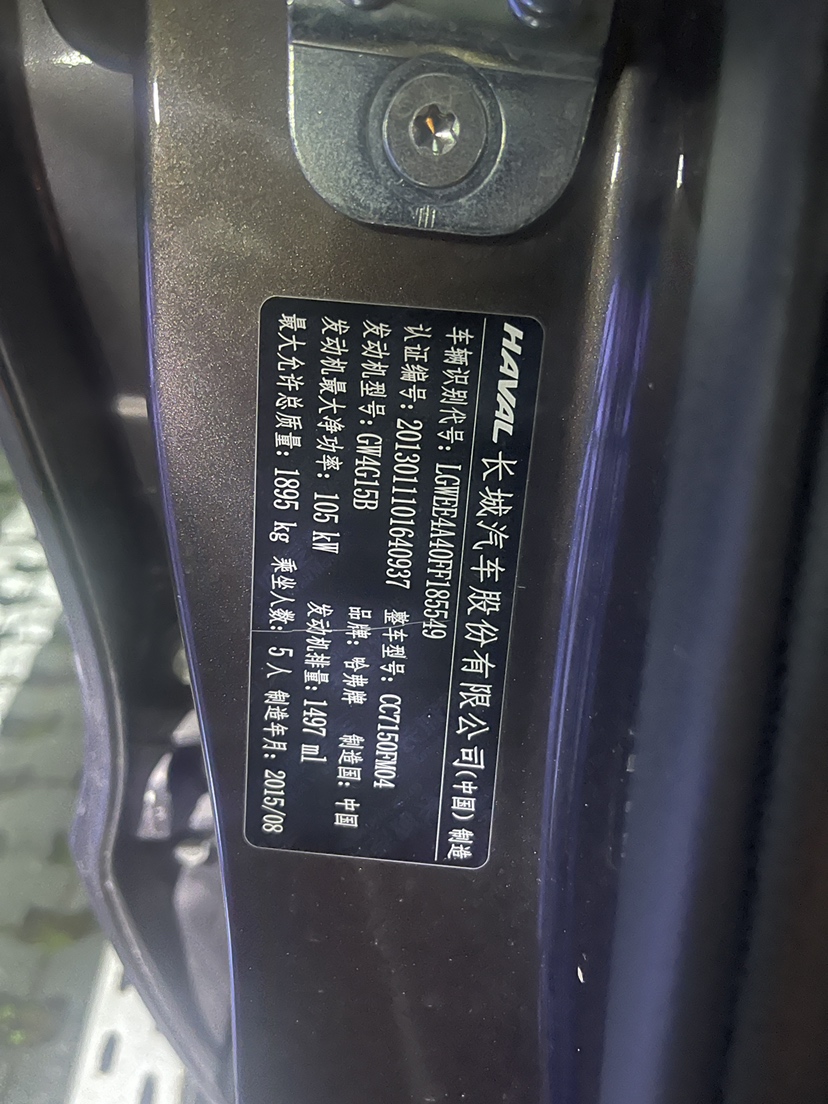 HAVAL 长城汽车股份有限公司(中国) 制造
车辆识别代号: LGWEE4A40FF185549
认证编号: 2013011101640937 整车型号: CC7150FM04
发动机型号: GW4G15B 品牌: 哈弗牌 制造国: 中国
发动机最大净功率: 105 kW 发动机排量: 1497 ml
最大允许总质量: 1895 kg 乘坐人数: 5 人 制造年月: 2015/08